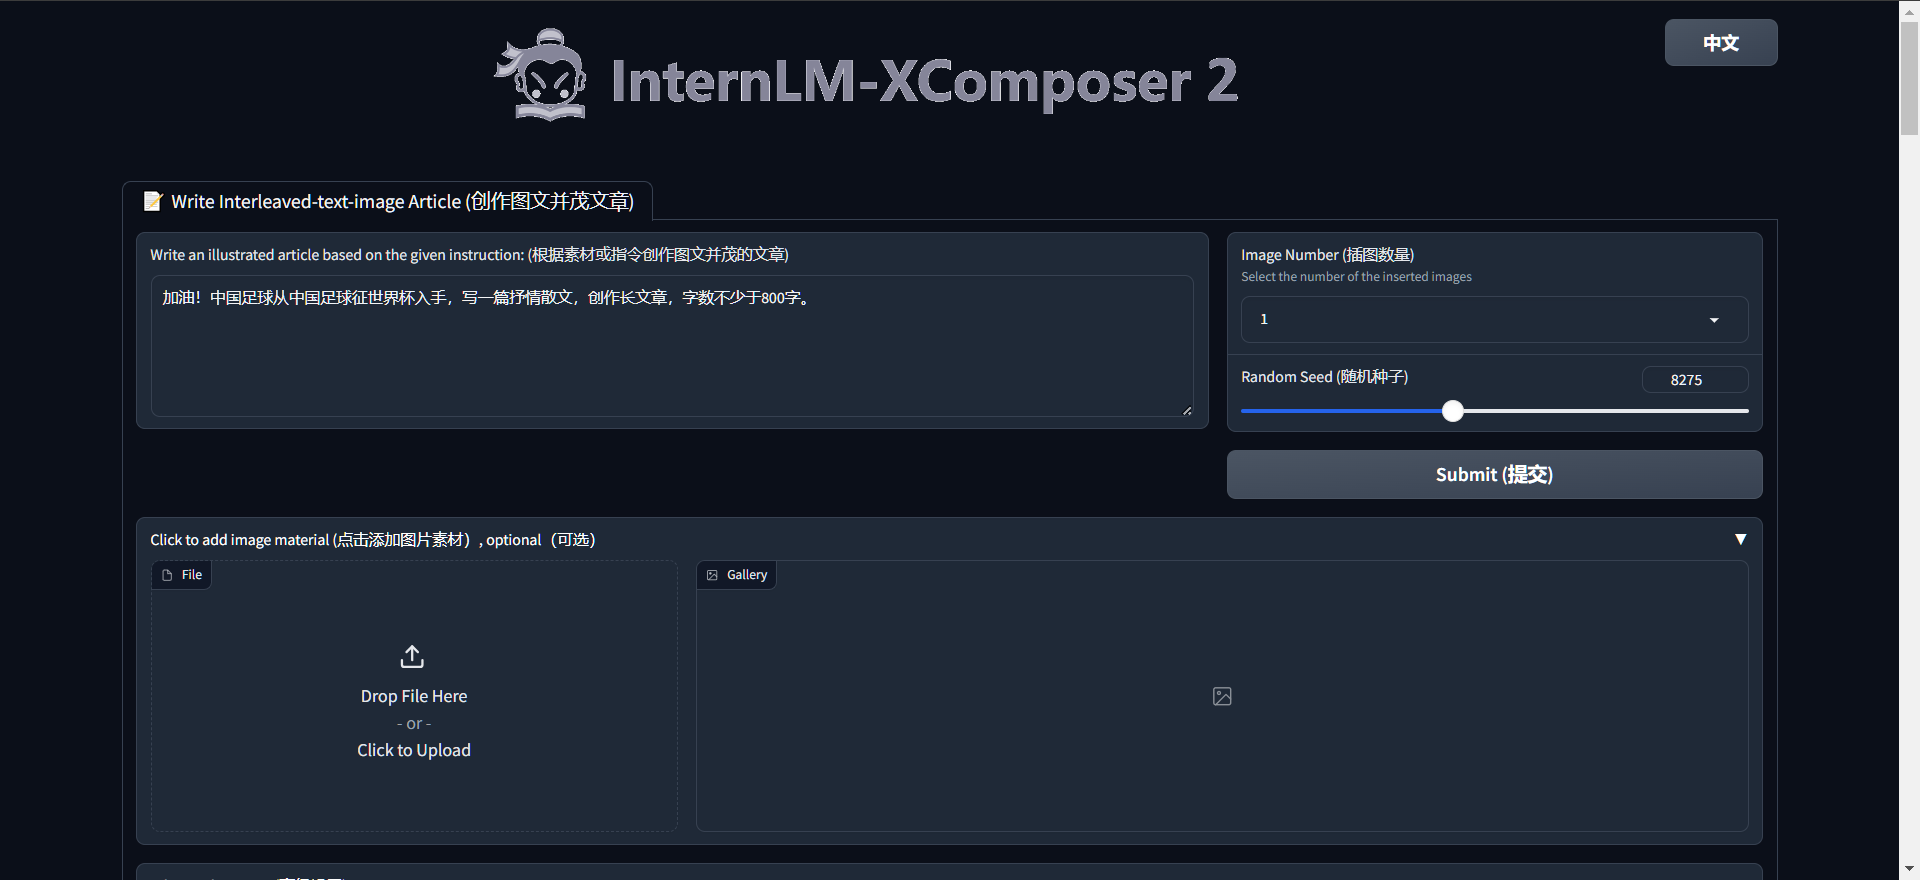 InternLM-XComposer 2
中文
📝 Write Interleaved-text-image Article (创作图文并茂文章)
Write an illustrated article based on the given instruction: (根据素材或指令创作图文并茂的文章)
加油！中国足球从中国足球征世界杯入手，写一篇抒情散文，创作长文章，字数不少于800字。
Image Number (插图数量)
Select the number of the inserted images
1
Random Seed (随机种子)
8275
Submit (提交)
Click to add image material (点击添加图片素材）, optional（可选）
▼
File
Drop File Here
- or -
Click to Upload
Gallery